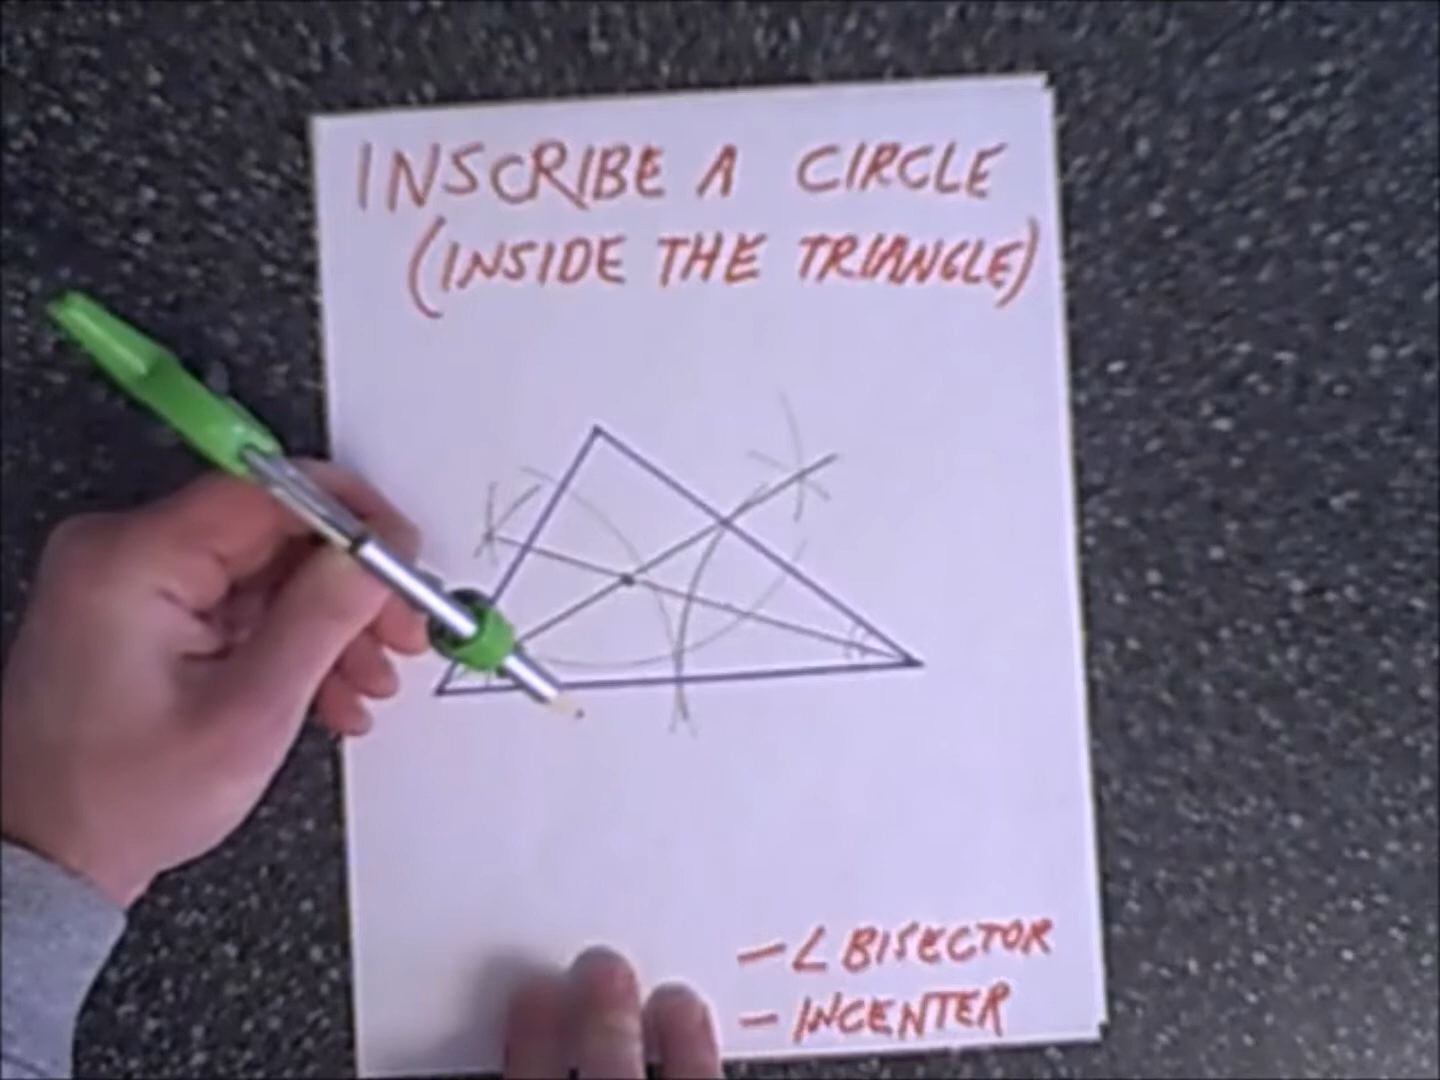 INSCRIBE A CIRCLE
(INSIDE THE TRIANGLE)
- ∠ BISECTOR
- INCENTER